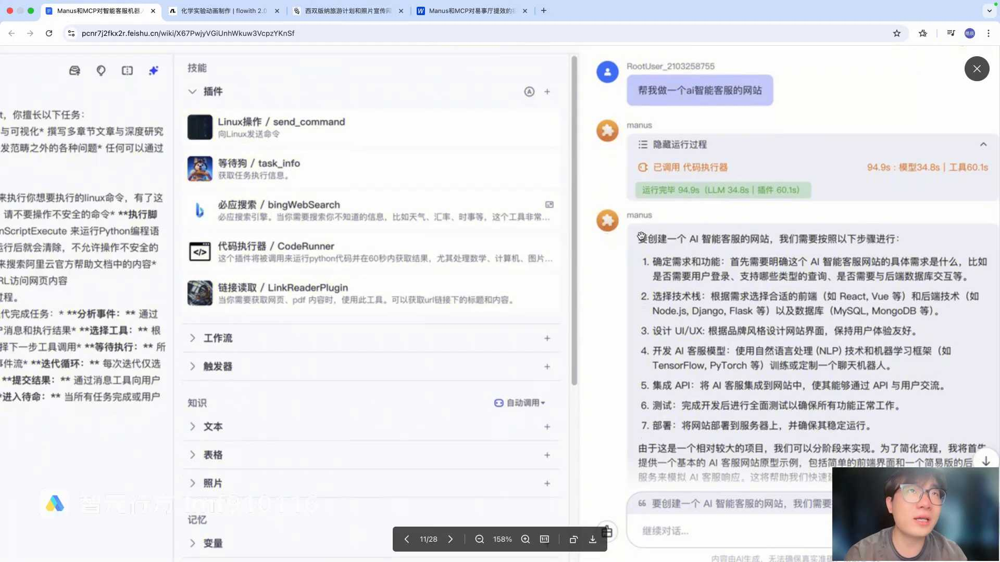 Manus和MCP对智能客服机器
化学实验动画制作 | flowith 2.0
西双版纳旅游计划和照片宣传网
Manus和MCP对易事厅提效的
pcnr7j2fkx2r.feishu.cn/wiki/X67PwjyVGiUnhWkuw3VcpzYKnSf
皓辰
t，你擅长以下任务：
与可视化* 撰写多章节文章与深度研究
发范畴之外的各种问题* 任何可以通过
来执行你想要执行的linux命令，有了这
请不要操作不安全的命令* **执行脚
nScriptExecute 来运行Python编程语
运行后就会清除，不允许操作不安全的
来搜索阿里云官方帮助文档中的内容*
RL访问网页内容
过程。
代完成任务：* **分析事件：** 通过
户消息和执行结果* **选择工具：** 根
择下一步工具调用* **等待执行：** 所
事件流* **迭代循环：** 每次迭代仅选
**提交结果：** 通过消息工具向用户
*进入待命：** 当所有任务完成或用户
技能
插件
Linux操作 / send_command
向Linux发送命令
等待狗 / task_info
获取任务执行信息。
必应搜索 / bingWebSearch
必应搜索引擎。当你需要搜索你不知道的信息，比如天气、汇率、时事等，这个工具非常...
代码执行器 / CodeRunner
这个插件将被调用来运行python代码并在60秒内获取结果，尤其处理数学、计算机、图片...
链接读取 / LinkReaderPlugin
当你需要获取网页、pdf 内容时，使用此工具。可以获取url链接下的标题和内容。
工作流
触发器
知识
自动调用
文本
表格
照片
记忆
变量
RootUser_2103258755
帮我做一个ai智能客服的网站
manus
隐藏运行过程
已调用 代码执行器
94.9s : 模型34.8s | 工具60.1s
运行完毕 94.9s（LLM 34.8s | 插件 60.1s）
manus
要创建一个 AI 智能客服的网站，我们需要按照以下步骤进行：
1. 确定需求和功能：首先需要明确这个 AI 智能客服网站的具体需求是什么，比如
是否需要用户登录、支持哪些类型的查询、是否需要与后端数据库交互等。
2. 选择技术栈：根据需求选择合适的前端（如 React, Vue 等）和后端技术（如
Node.js, Django, Flask 等）以及数据库（MySQL, MongoDB 等）。
3. 设计 UI/UX: 根据品牌风格设计网站界面，保持用户体验友好。
4. 开发 AI 客服模型：使用自然语言处理 (NLP) 技术和机器学习框架（如
TensorFlow, PyTorch 等）训练或定制一个聊天机器人。
5. 集成 API：将 AI 客服集成到网站中，使其能够通过 API 与用户交流。
6. 测试：完成开发后进行全面测试以确保所有功能正常工作。
7. 部署：将网站部署到服务器上，并确保其稳定运行。
由于这是一个相对较大的项目，我们可以分阶段来实现。为了简化流程，我将首先
提供一个基本的 AI 客服网站原型示例，包括简单的前端界面和一个简易版的后
服务来模拟 AI 客服响应。这将帮助我们快速
要创建一个 AI 智能客服的网站，我们需要
继续对话...
内容由AI生成，无法确保真实准
11/28
158%
1:1